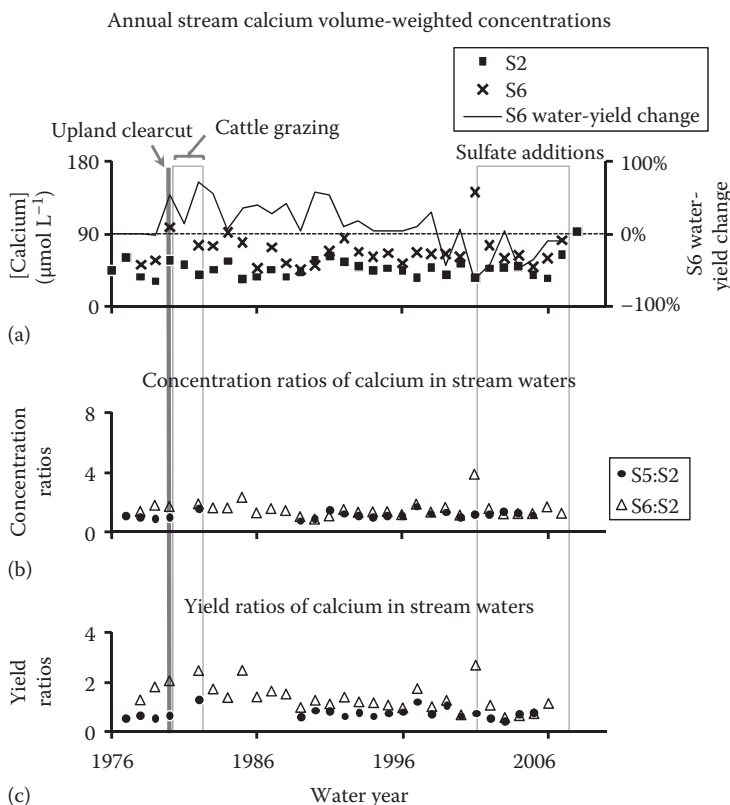 Annual stream calcium volume-weighted concentrations
S2
S6
S6 water-yield change
Upland clearcut
Cattle grazing
Sulfate additions
180
90
0
[Calcium]
(μmol L−1)
100%
0%
−100%
S6 water-
yield change
(a)
Concentration ratios of calcium in stream waters
8
4
0
Concentration
ratios
S5:S2
S6:S2
(b)
Yield ratios of calcium in stream waters
4
2
0
Yield
ratios
1976
1986
1996
2006
(c)
Water year